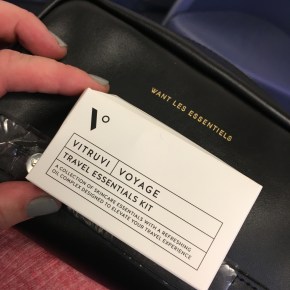 WANT LES ESSENTIELS
V°
VITRUVI VOYAGE
TRAVEL ESSENTIALS KIT
A COLLECTION OF SKINCARE ESSENTIALS WITH A REFRESHING
OIL COMPLEX DESIGNED TO ELEVATE YOUR TRAVEL EXPERIENCE